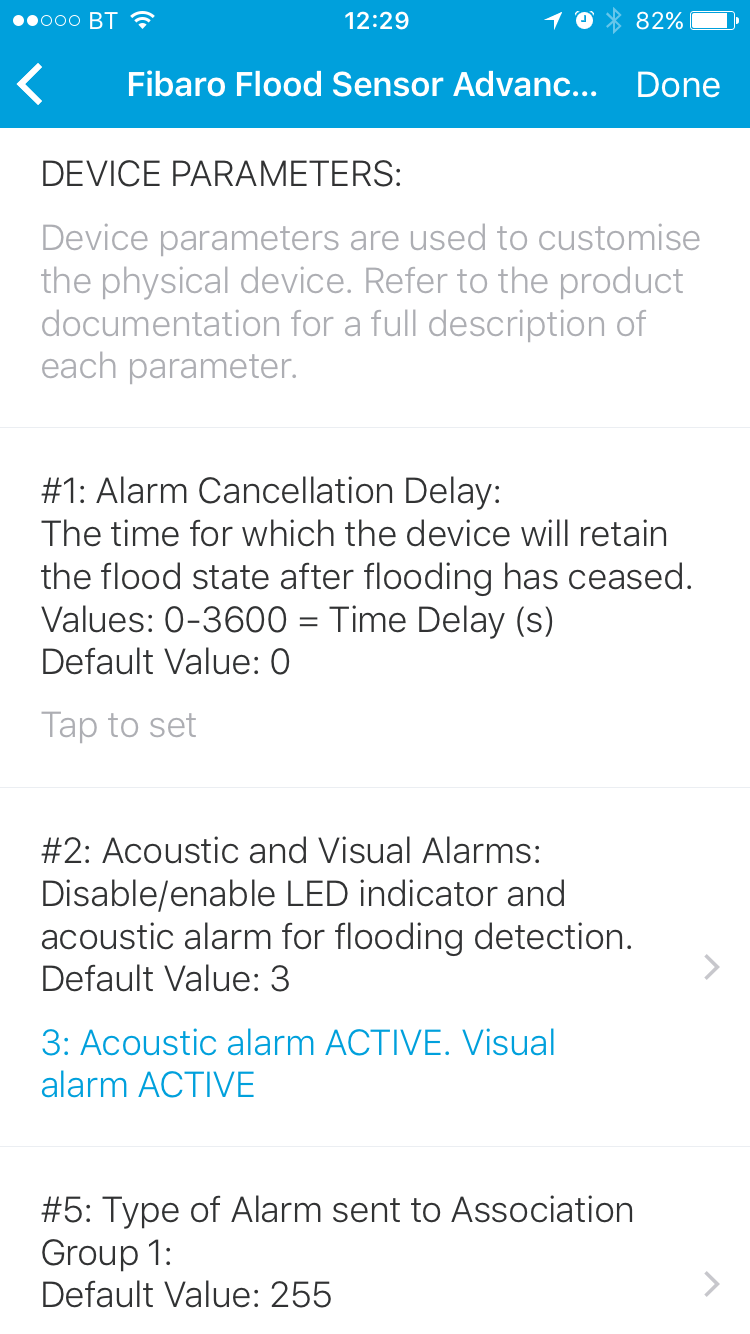 BT 12:29 82%
Fibaro Flood Sensor Advanc... Done
DEVICE PARAMETERS:
Device parameters are used to customise
the physical device. Refer to the product
documentation for a full description of
each parameter.
#1: Alarm Cancellation Delay:
The time for which the device will retain
the flood state after flooding has ceased.
Values: 0-3600 = Time Delay (s)
Default Value: 0
Tap to set
#2: Acoustic and Visual Alarms:
Disable/enable LED indicator and
acoustic alarm for flooding detection.
Default Value: 3
3: Acoustic alarm ACTIVE. Visual
alarm ACTIVE
#5: Type of Alarm sent to Association
Group 1:
Default Value: 255